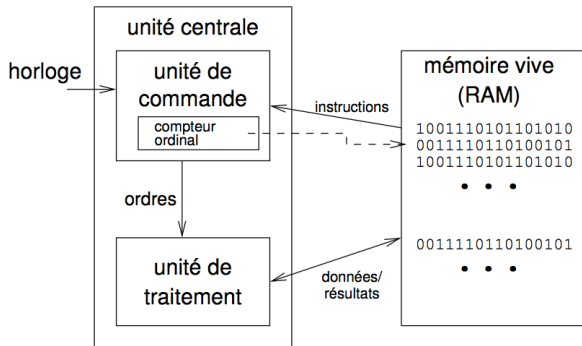 unité centrale
horloge
unité de
commande
compteur
ordinal
ordres
unité de
traitement
instructions
données/
résultats
mémoire vive
(RAM)
1001110101101010
0011110110100101
1001110101101010
• • •
0011110110100101
• • •